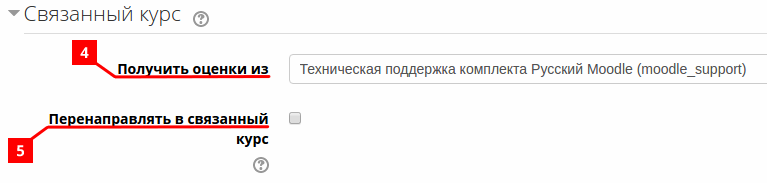 Связанный курс ?
4
Получить оценки из
Техническая поддержка комплекта Русский Moodle (moodle_support)
Перенаправлять в связанный
курс
5
?